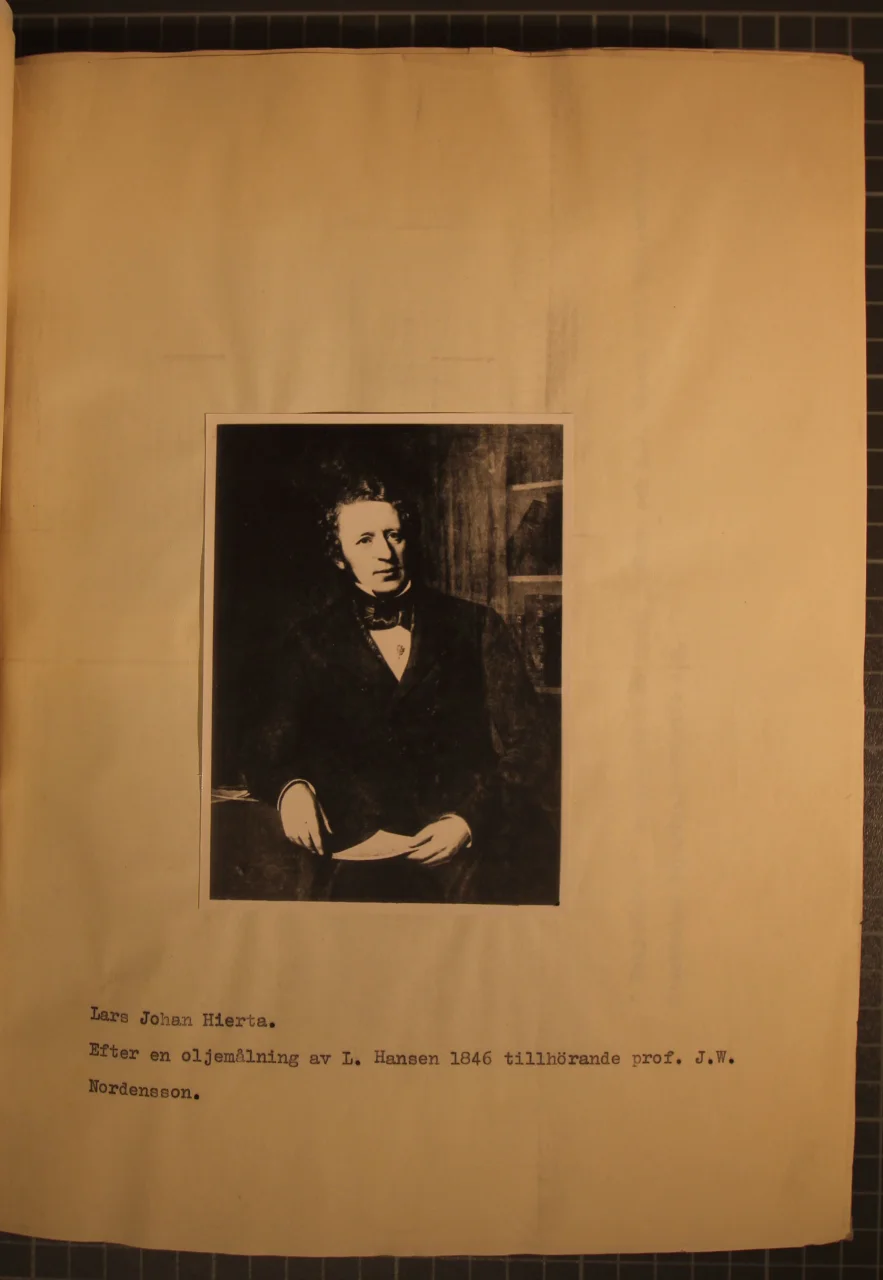 Lars Johan Hierta.
Efter en oljemålning av L. Hansen 1846 tillhörande prof. J.W.
Nordensson.